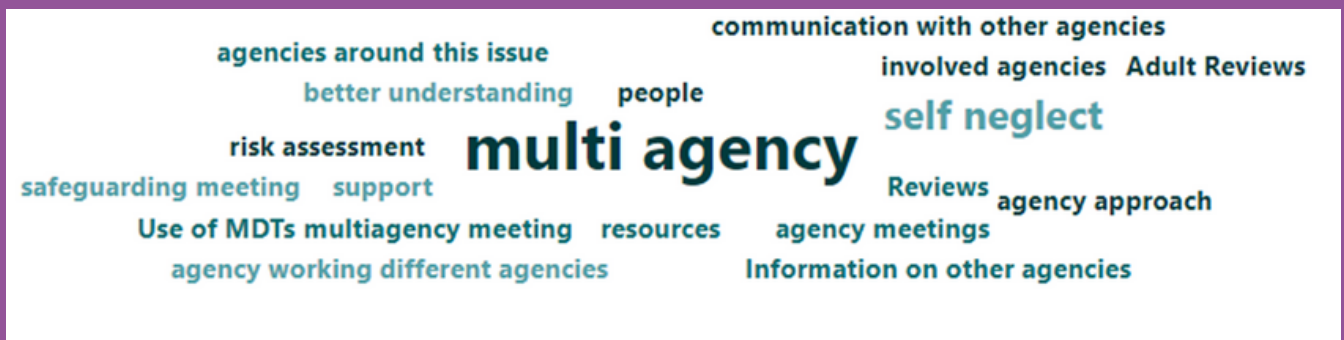 communication with other agencies
agencies around this issue
involved agencies Adult Reviews
better understanding people
self neglect
risk assessment multi agency
safeguarding meeting support Reviews
agency approach
Use of MDTs multiagency meeting resources agency meetings
agency working different agencies Information on other agencies